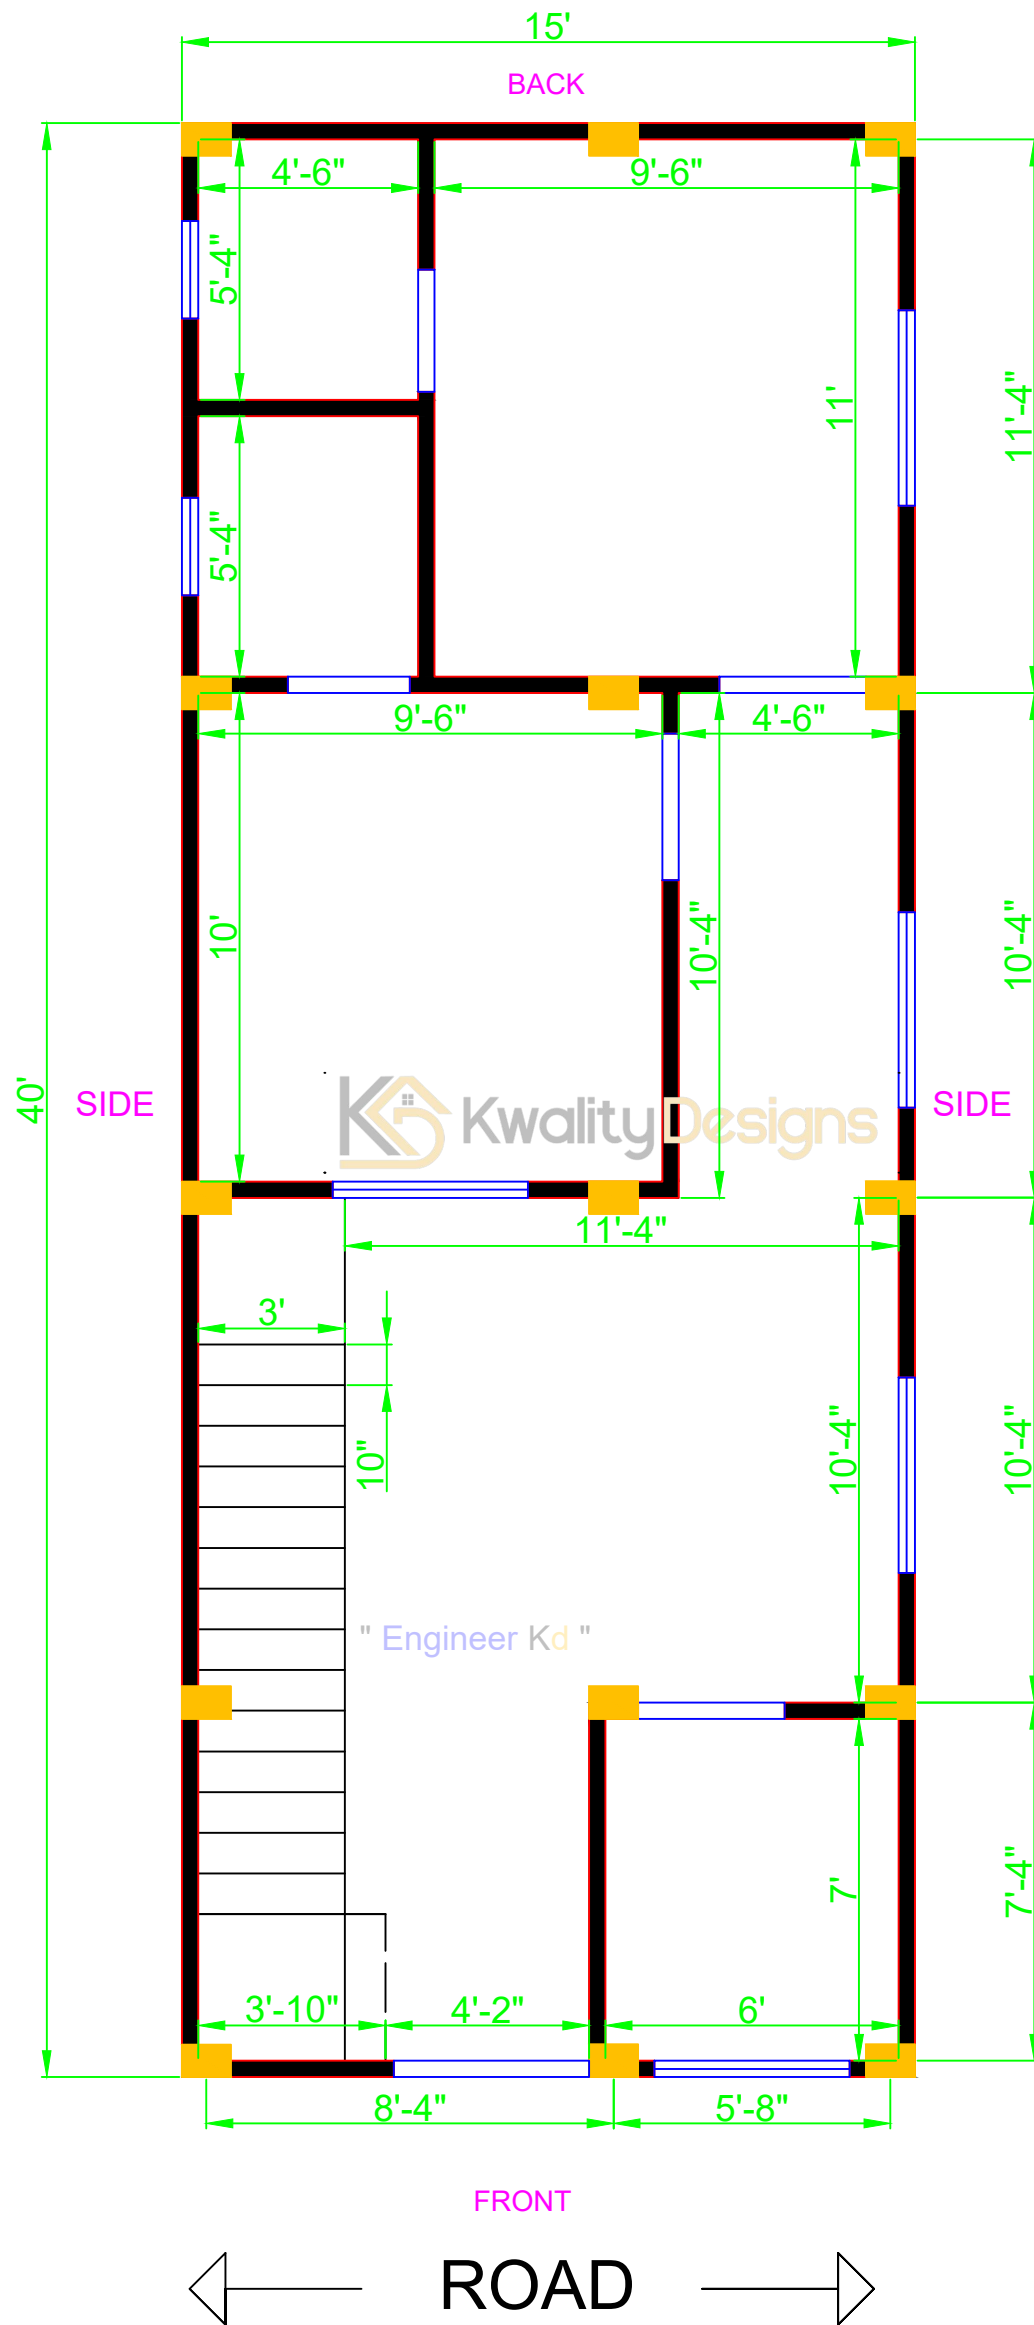 15'
BACK
4'-6" 9'-6"
5'-4"
11'
11'-4"
5'-4"
9'-6" 4'-6"
10'
10'-4"
10'-4"
40'
SIDE
SIDE
KwalityDesigns
11'-4"
3'
10"
10'-4"
10'-4"
" Engineer Kd "
7'
7'-4"
3'-10" 4'-2" 6'
8'-4" 5'-8"
FRONT
ROAD